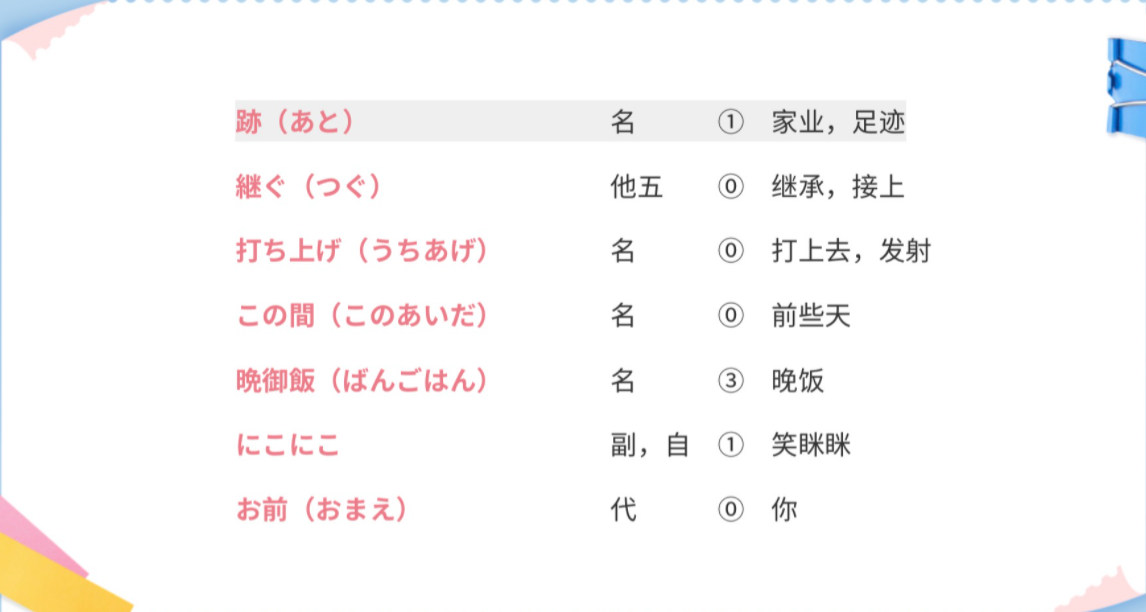 跡（あと） 名 ① 家业，足迹
継ぐ（つぐ） 他五 ⓪ 继承，接上
打ち上げ（うちあげ） 名 ⓪ 打上去，发射
この間（このあいだ） 名 ⓪ 前些天
晩御飯（ばんごはん） 名 ③ 晚饭
にこにこ 副，自 ① 笑眯眯
お前（おまえ） 代 ⓪ 你